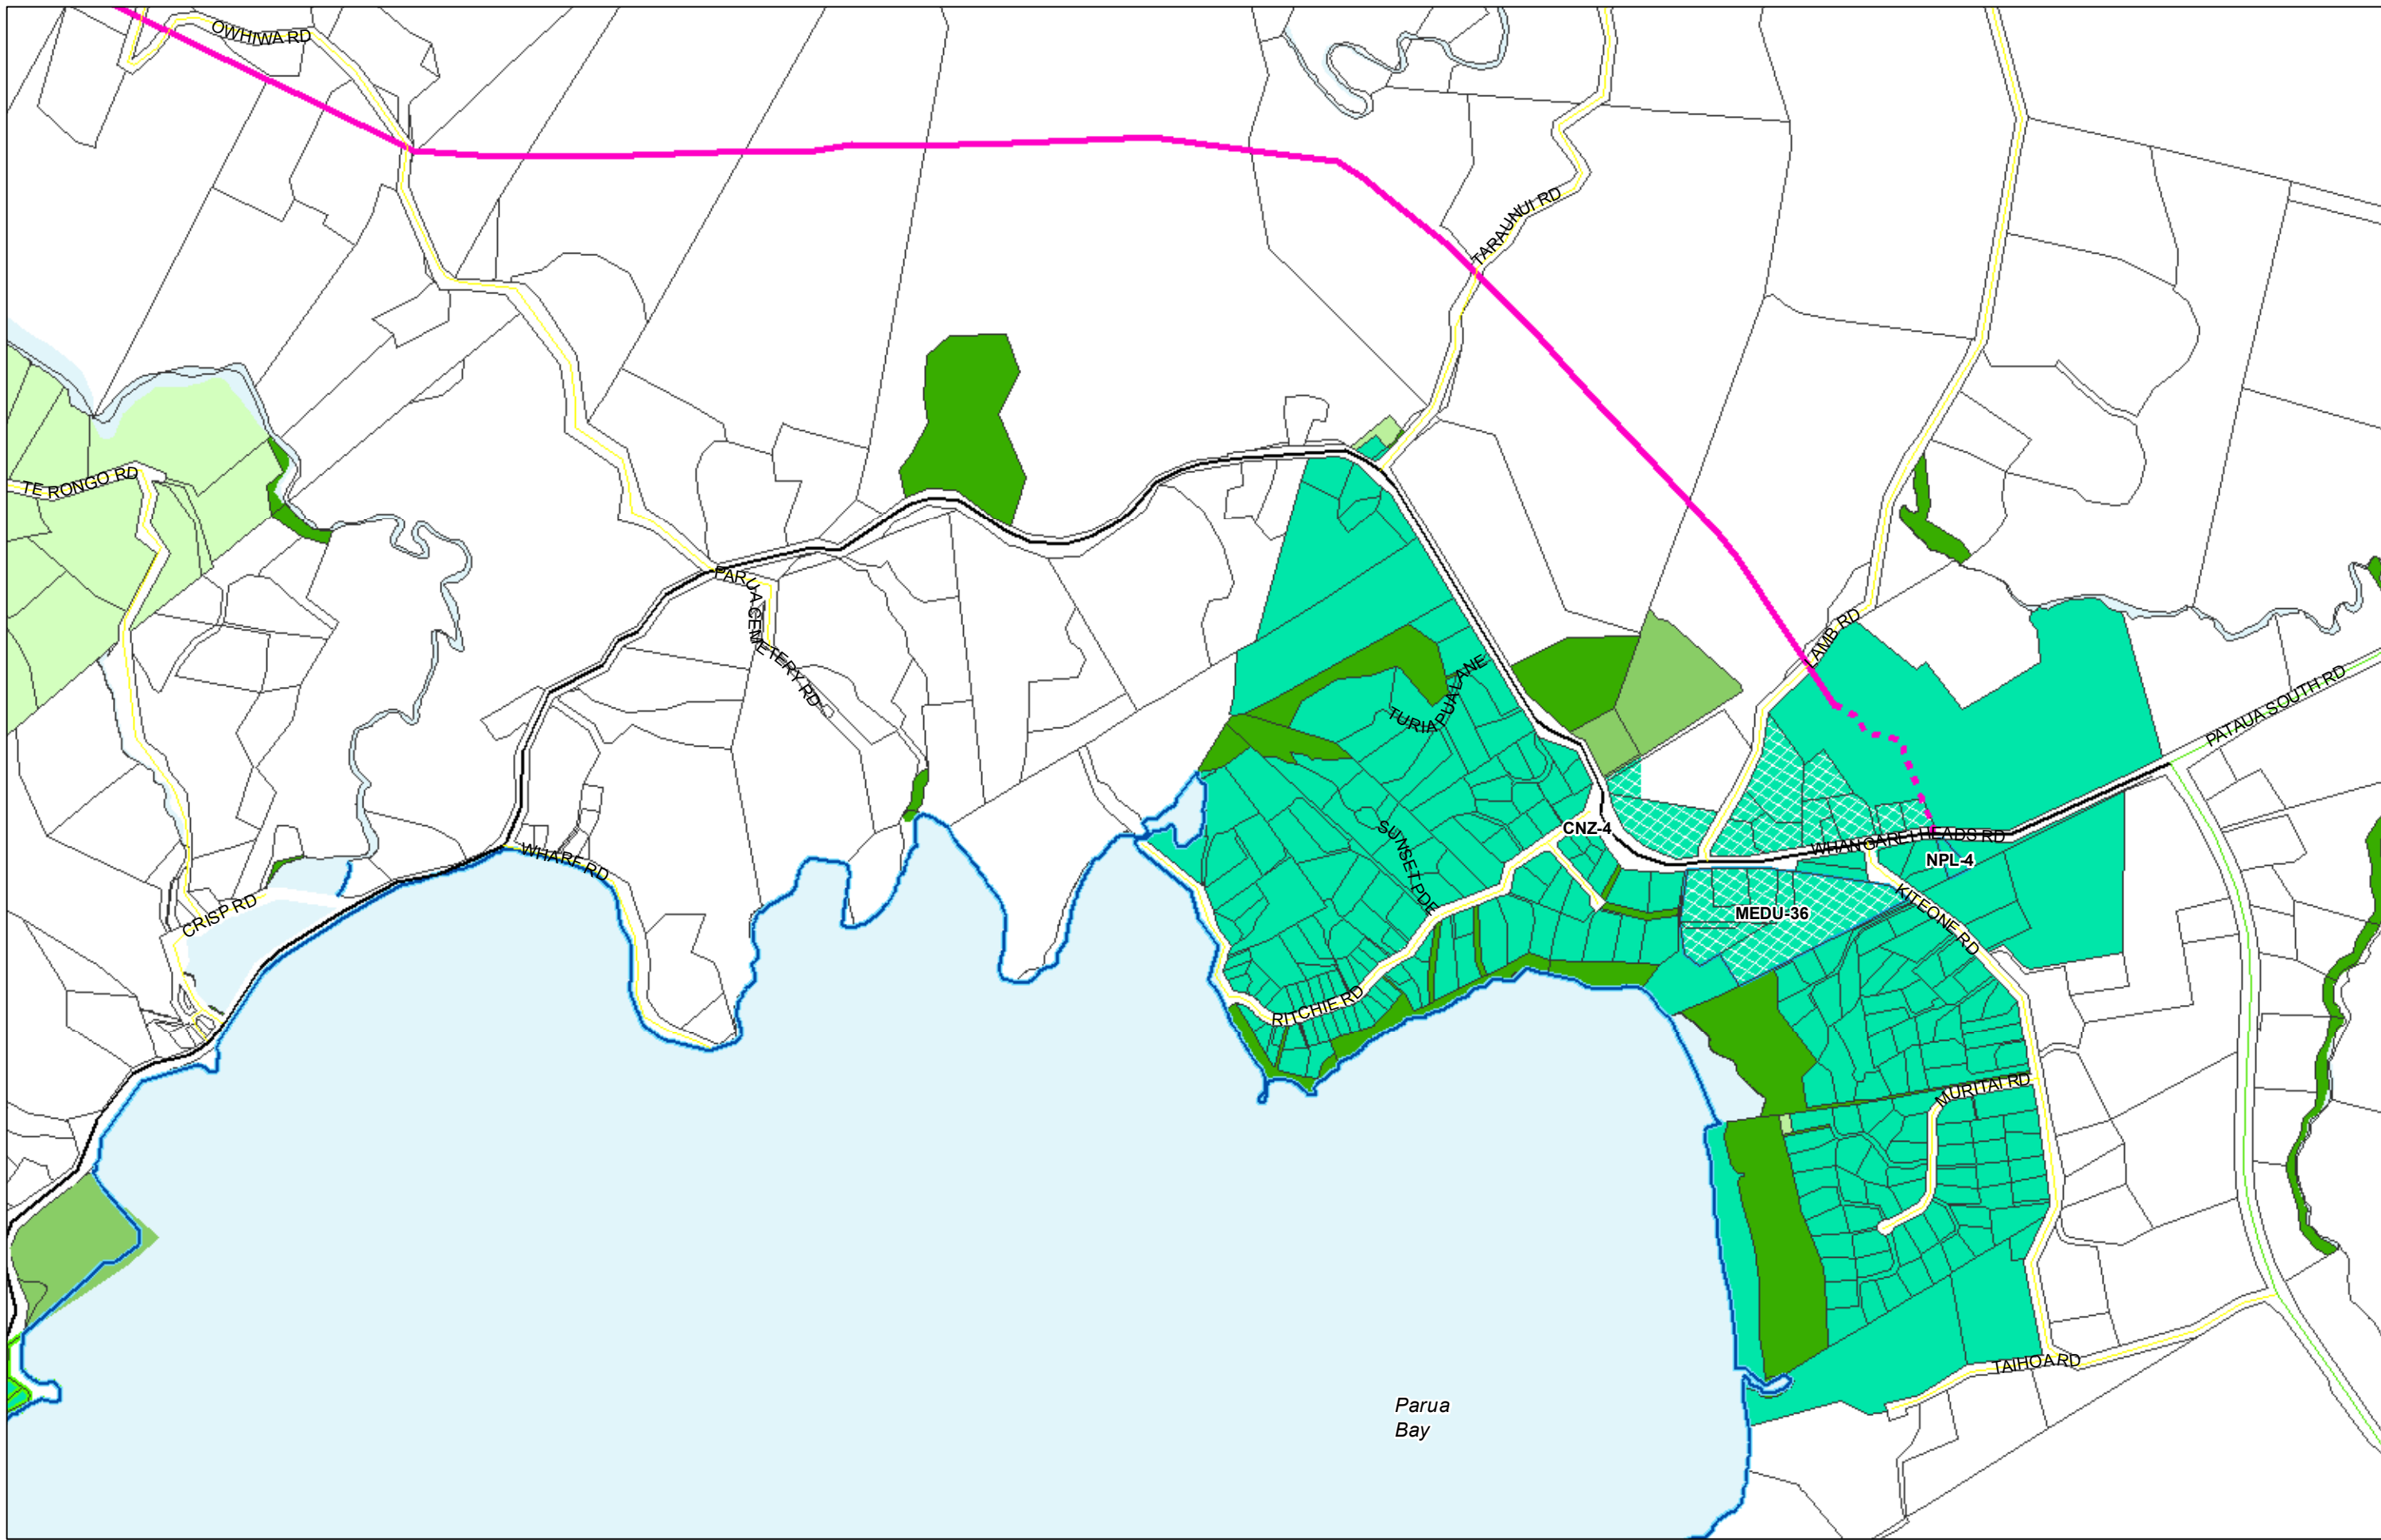 OWHIWA RD
TARAUNUI RD
TE RONGO RD
PARUA CEMETERY RD
LAMB RD
TURIAPUA LANE
PATAUA SOUTH RD
SUNSET PDE
CNZ-4
WHANGAREI HEADS RD
NPL-4
WHARF RD
CRISP RD
MEDU-36
KITEONE RD
RITCHIE RD
MURITAI RD
TAIHOA RD
Parua
Bay